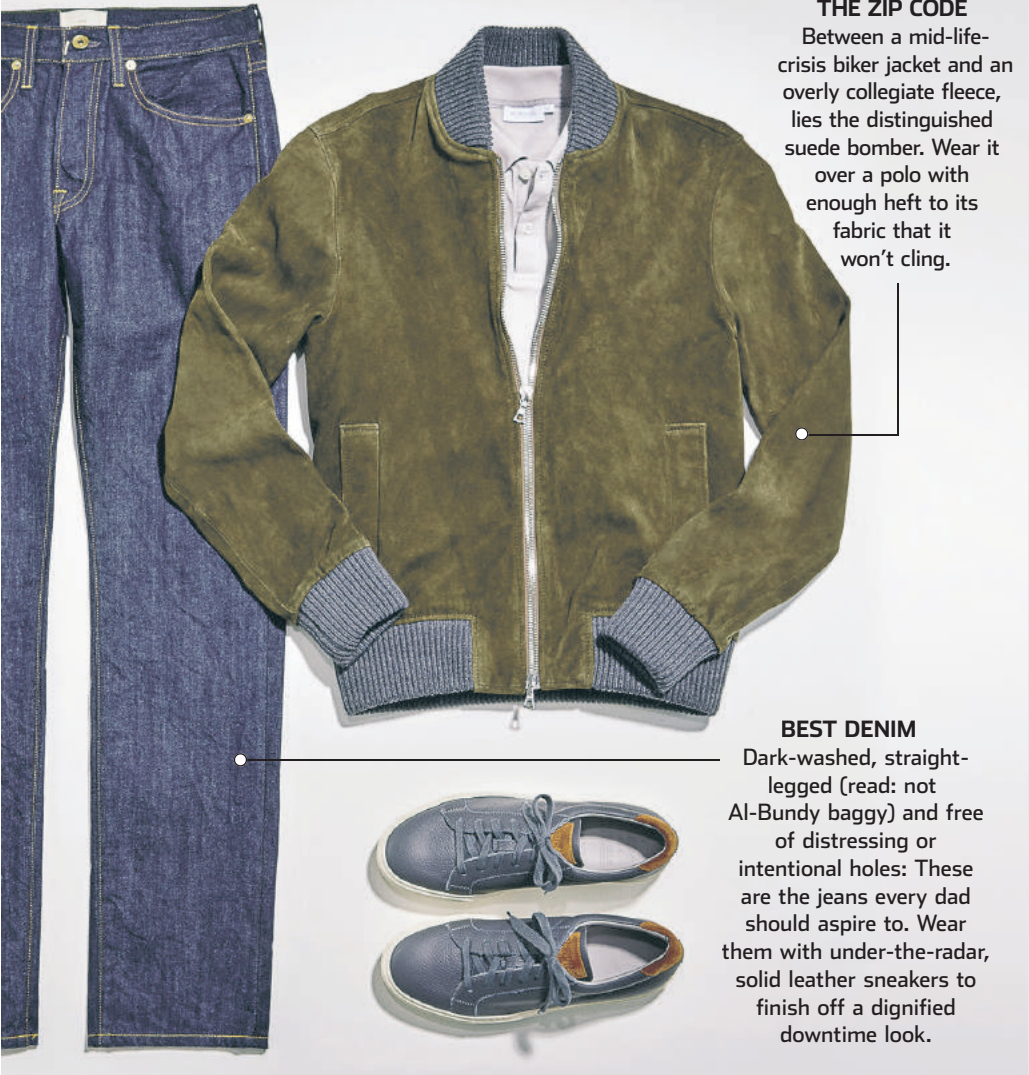 THE ZIP CODE
Between a mid-life-
crisis biker jacket and an
overly collegiate fleece,
lies the distinguished
suede bomber. Wear it
over a polo with
enough heft to its
fabric that it
won't cling.
BEST DENIM
Dark-washed, straight-
legged (read: not
Al-Bundy baggy) and free
of distressing or
intentional holes: These
are the jeans every dad
should aspire to. Wear
them with under-the-radar,
solid leather sneakers to
finish off a dignified
downtime look.